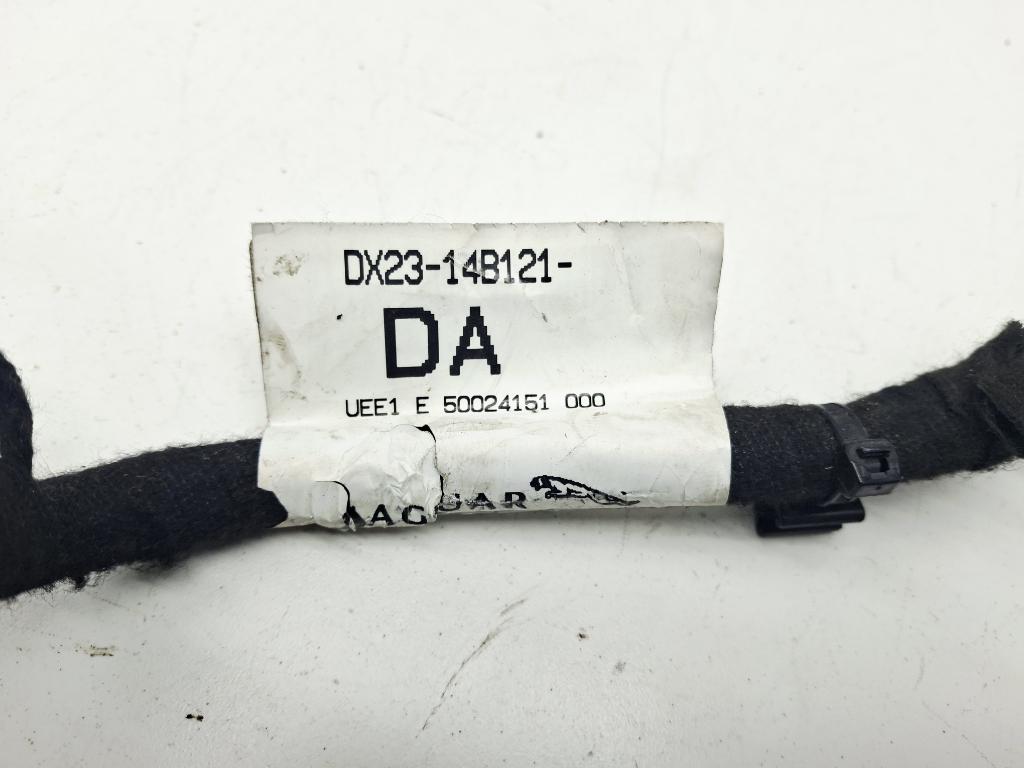 DX23-14B121-
DA
UEE1 E 50024151 000
JAGUAR